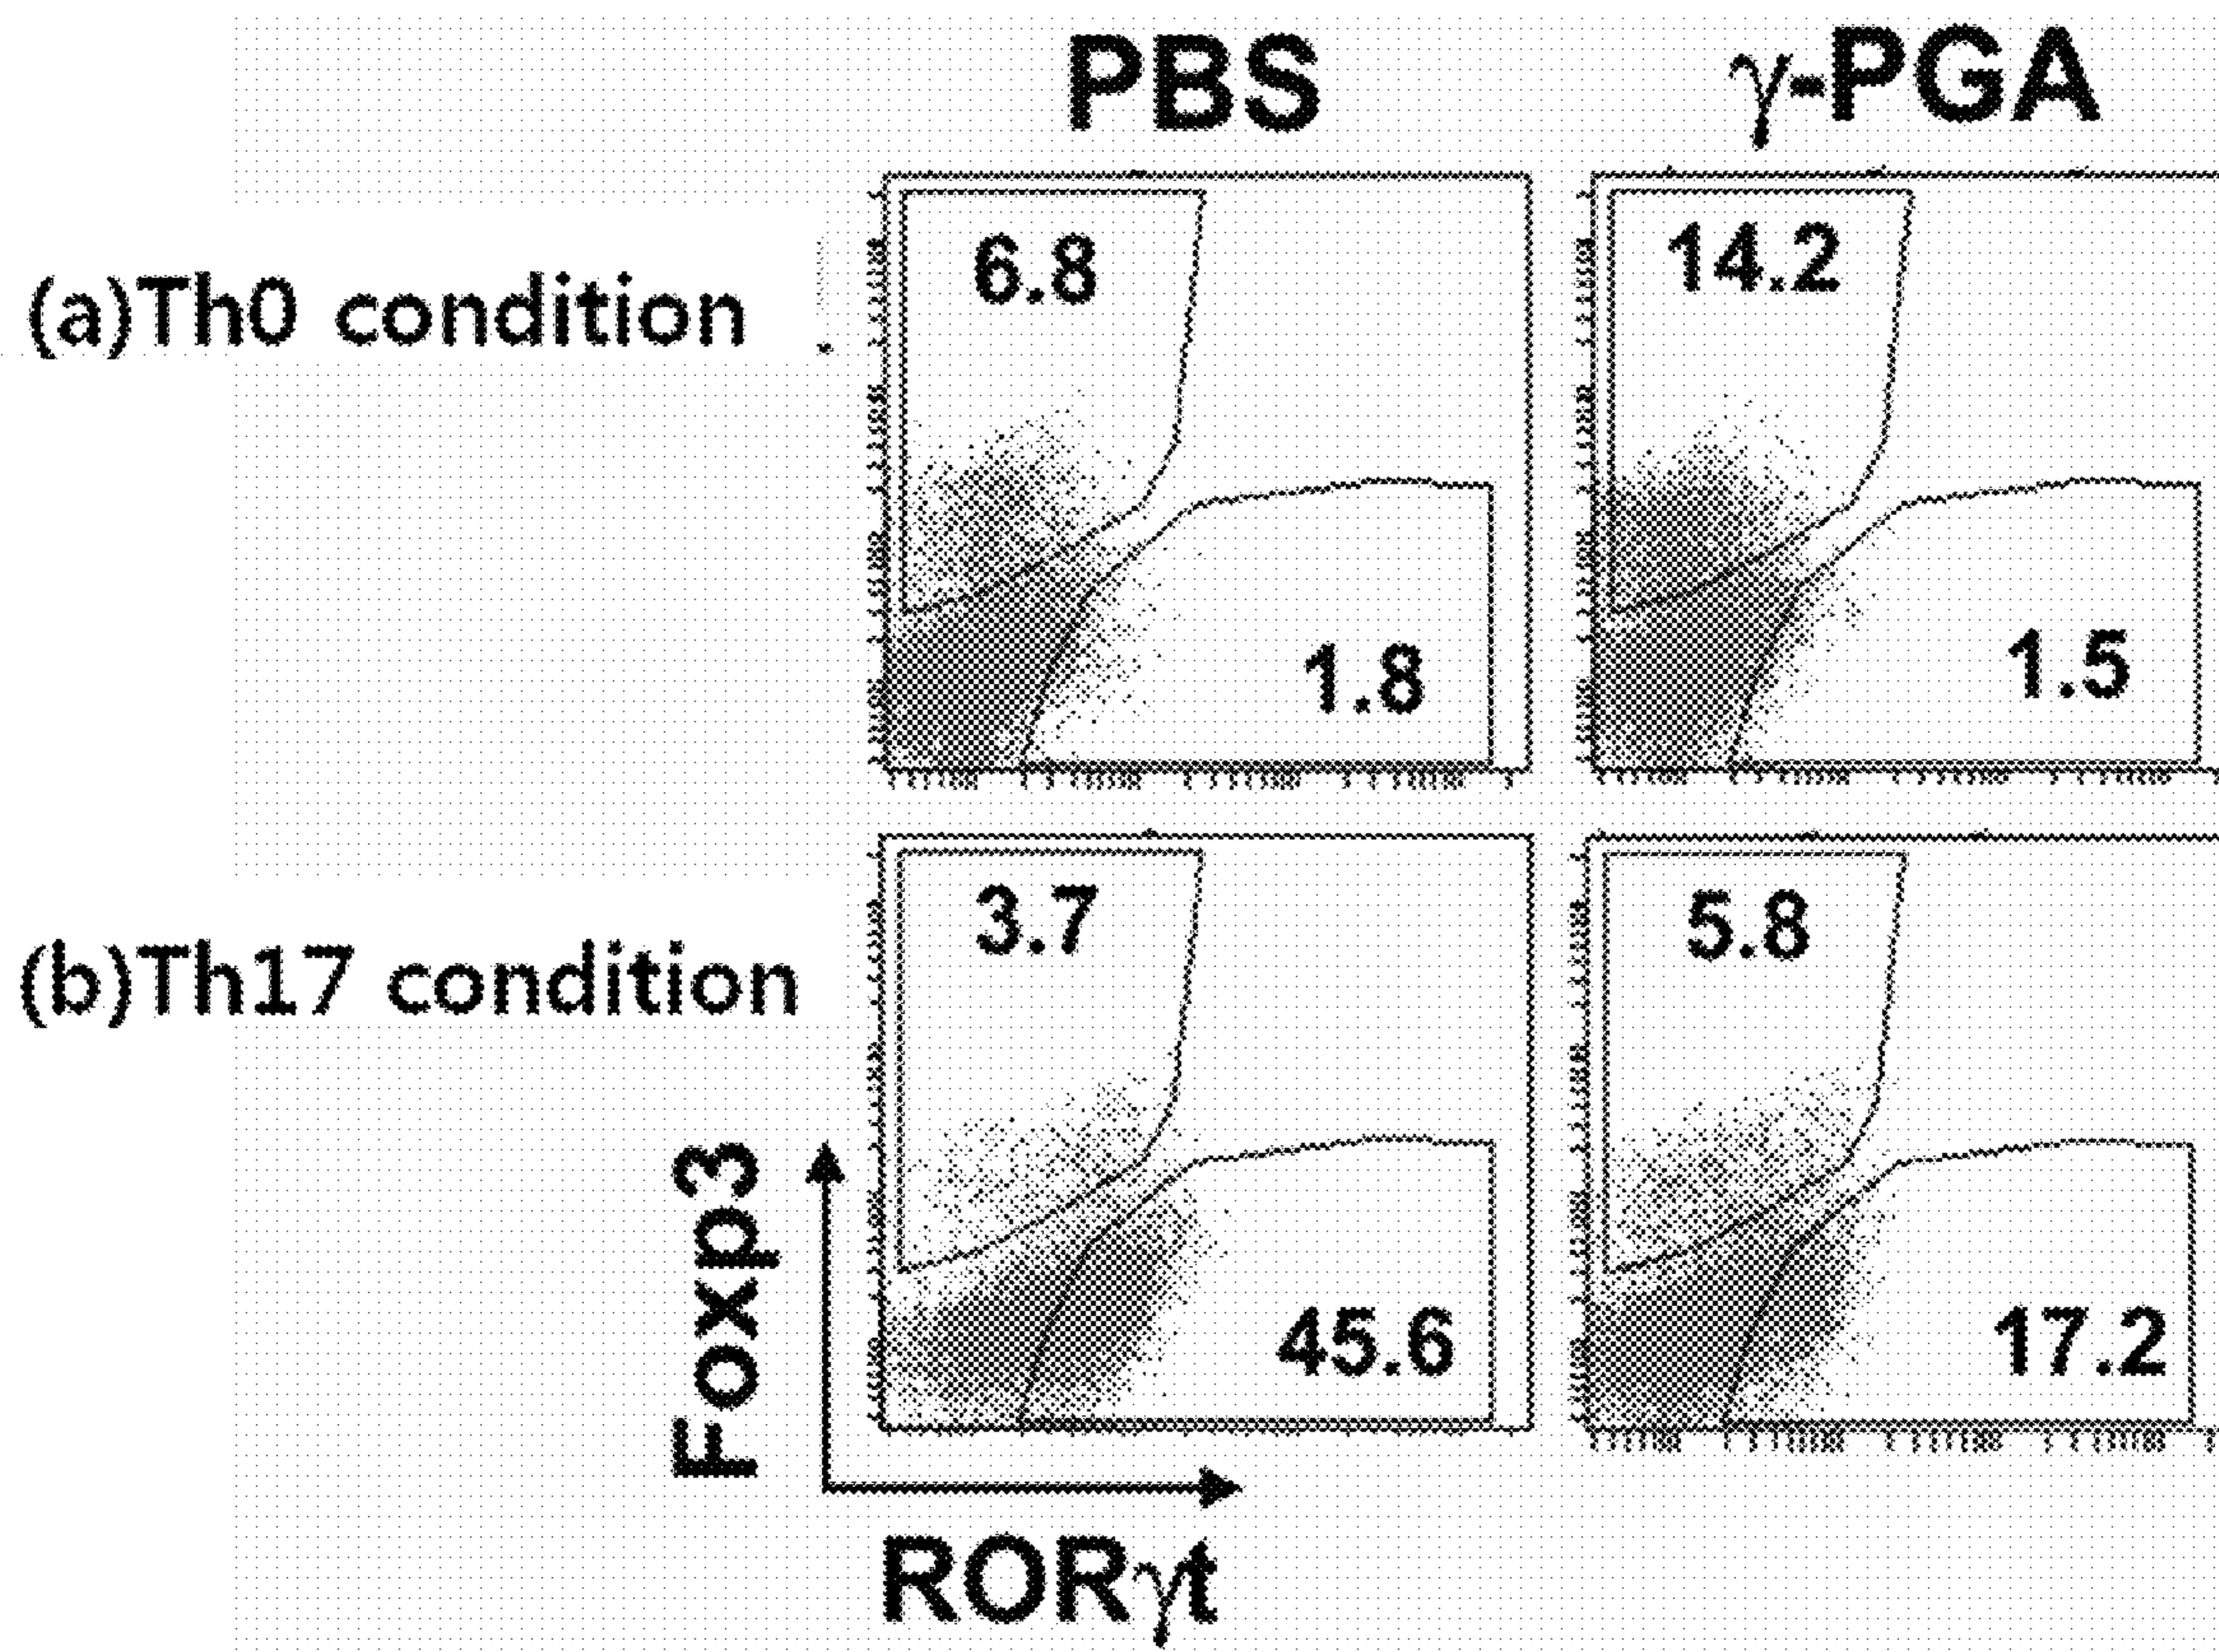 PBS γ-PGA
(a)Th0 condition
6.8 14.2
1.8 1.5
(b)Th17 condition
3.7 5.8
45.6 17.2
Foxp3
RORγt